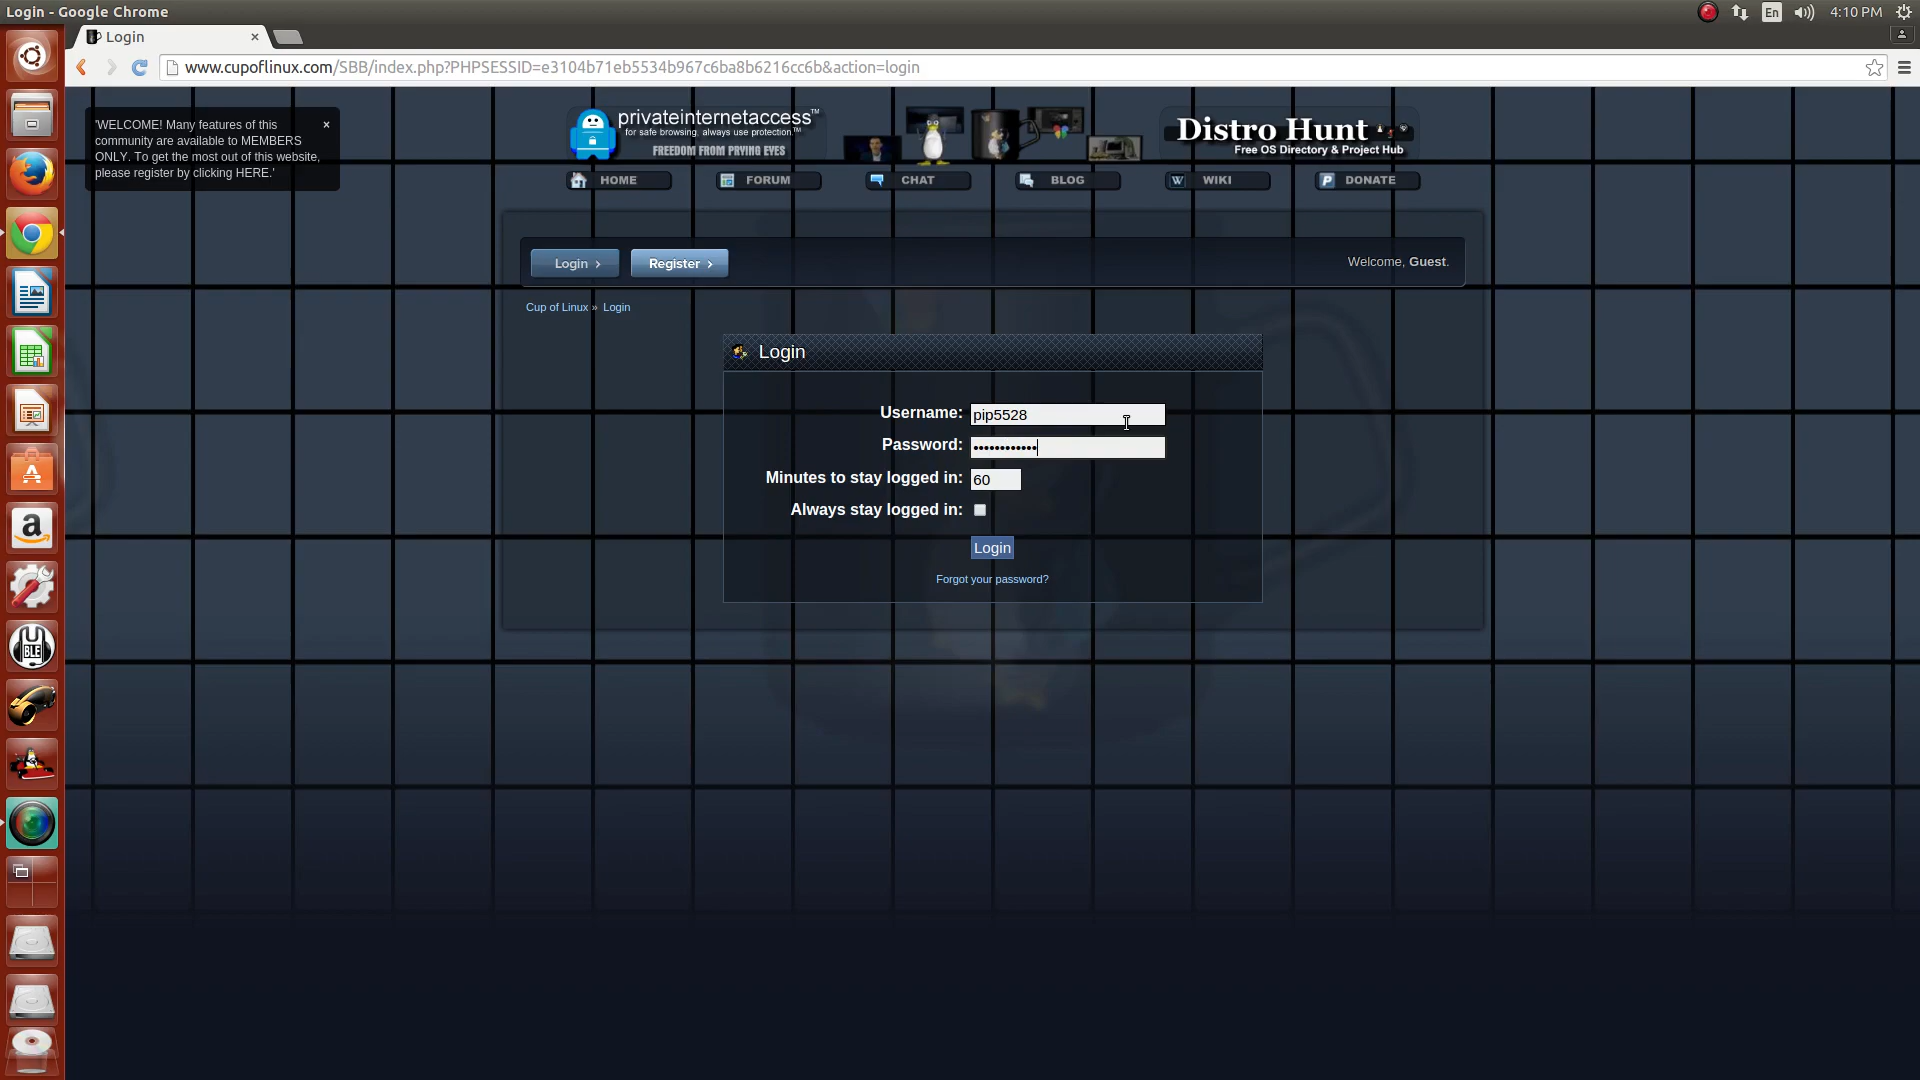 Login - Google Chrome
En
4:10 PM
Login
www.cupoflinux.com/SBB/index.php?PHPSESSID=e3104b71eb5534b967c6ba8b6216cc6b&action=login
'WELCOME! Many features of this
community are available to MEMBERS
ONLY. To get the most out of this website,
please register by clicking HERE.'
privateinternetaccess™
for safe browsing. always use protection.™
FREEDOM FROM PRYING EYES
Distro Hunt
Free OS Directory & Project Hub
HOME
FORUM
CHAT
BLOG
W WIKI
P DONATE
Login ›
Register ›
Welcome, Guest.
Cup of Linux » Login
Login
Username: pip5528
Password: ••••••••••••
Minutes to stay logged in: 60
Always stay logged in:
Login
Forgot your password?
a
BLE